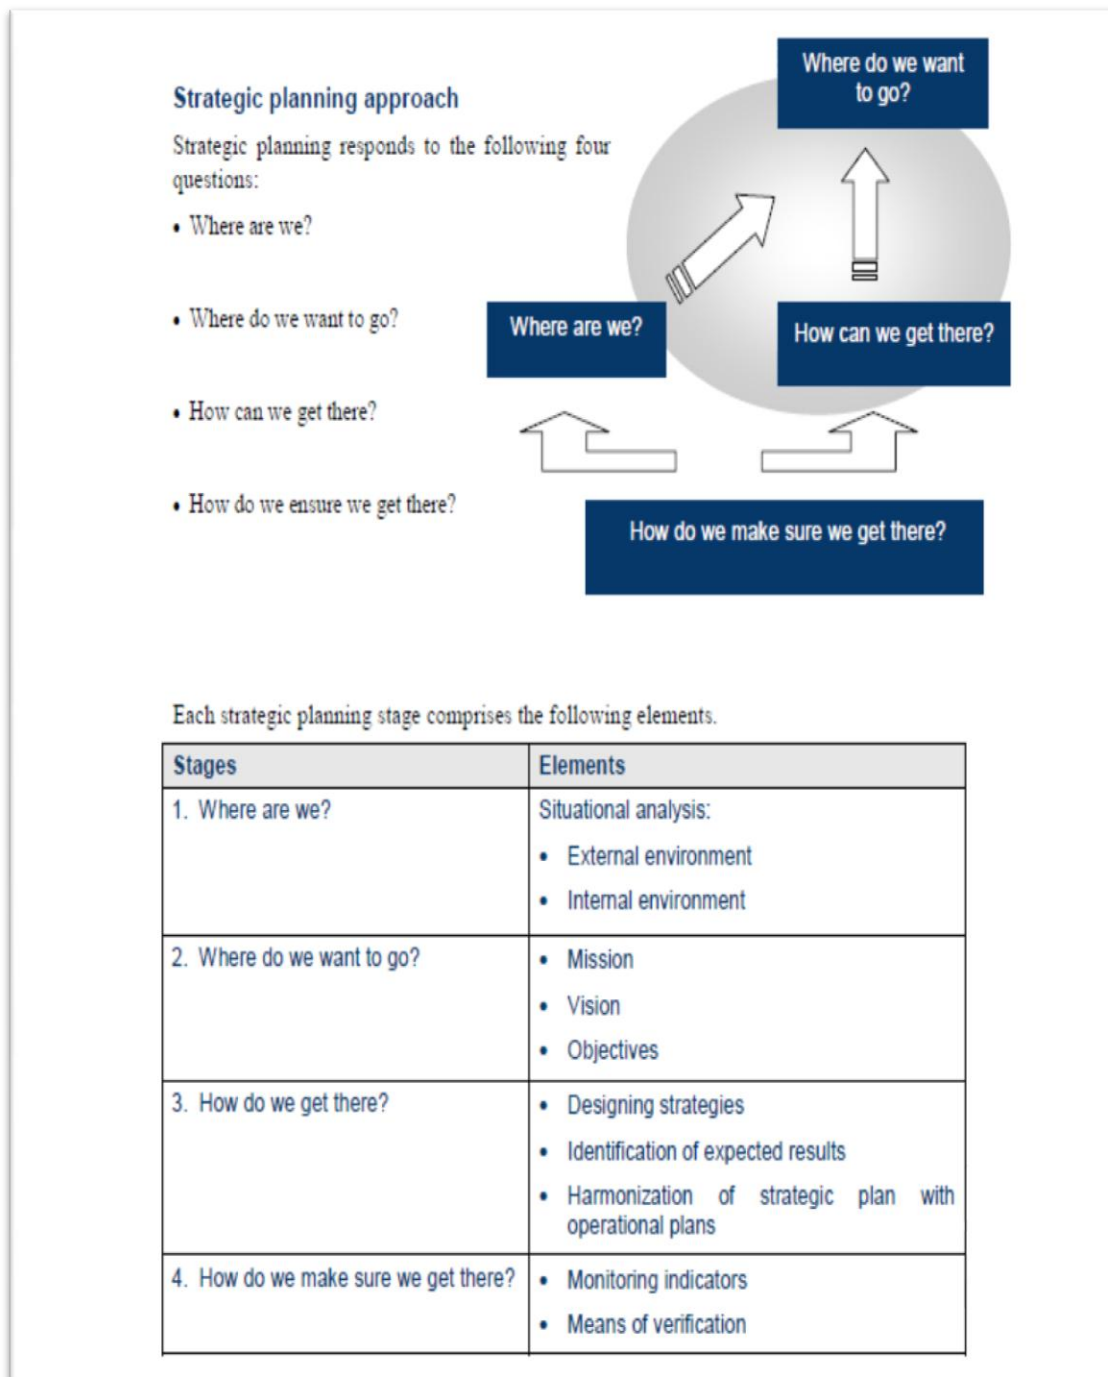 Strategic planning approach
Strategic planning responds to the following four
questions:
• Where are we?
• Where do we want to go?
• How can we get there?
• How do we ensure we get there?
Where do we want
to go?
Where are we?
How can we get there?
How do we make sure we get there?
Each strategic planning stage comprises the following elements.
Stages
Elements
1. Where are we?
Situational analysis:
• External environment
• Internal environment
2. Where do we want to go?
• Mission
• Vision
• Objectives
3. How do we get there?
• Designing strategies
• Identification of expected results
• Harmonization of strategic plan with
operational plans
4. How do we make sure we get there?
• Monitoring indicators
• Means of verification